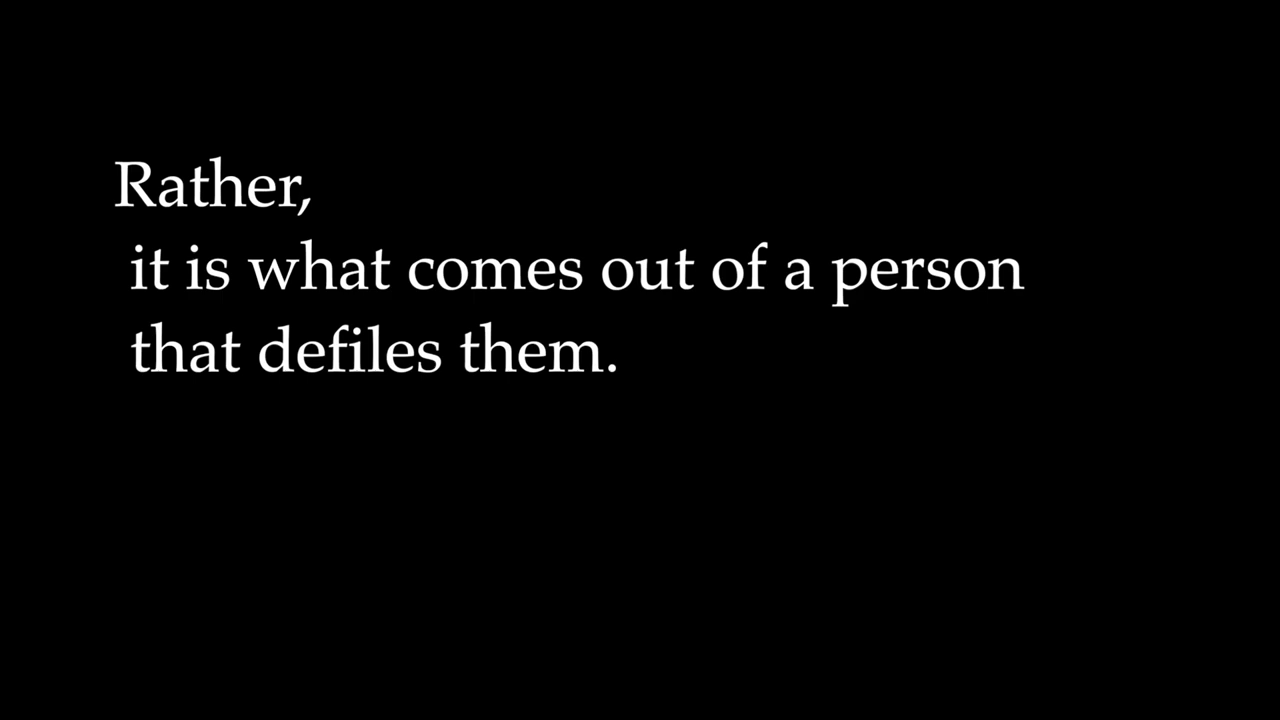 Rather,
it is what comes out of a person
that defiles them.